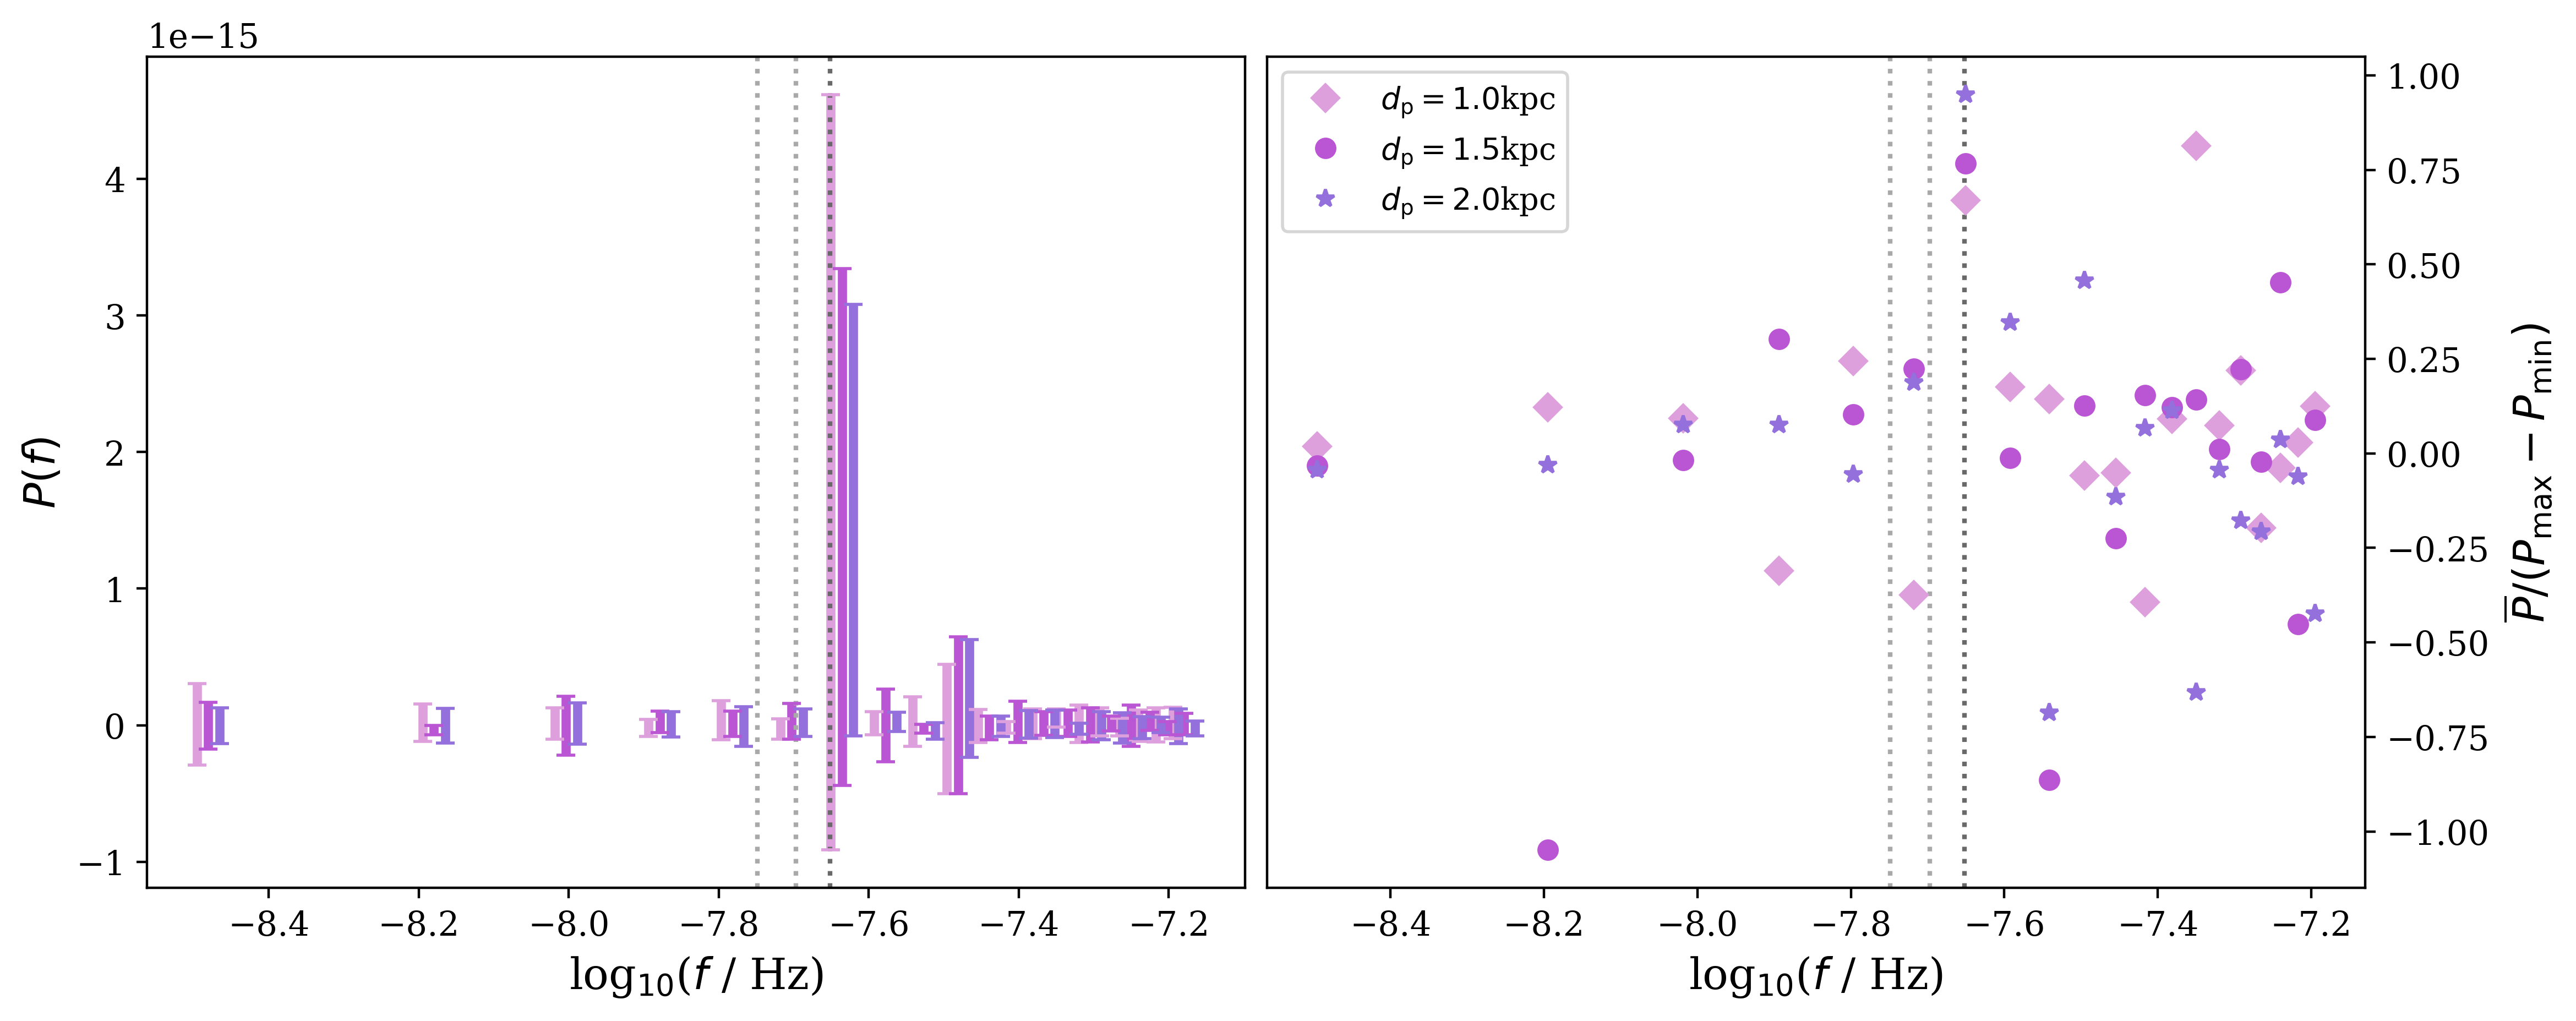 1e−15
P(f)
4
3
2
1
0
−1
−8.4 −8.2 −8.0 −7.8 −7.6 −7.4 −7.2
log₁₀(f / Hz)
dₚ = 1.0kpc
dₚ = 1.5kpc
dₚ = 2.0kpc
1.00
0.75
0.50
0.25
0.00
−0.25
−0.50
−0.75
−1.00
P̅/(Pmax − Pmin)
−8.4 −8.2 −8.0 −7.8 −7.6 −7.4 −7.2
log₁₀(f / Hz)